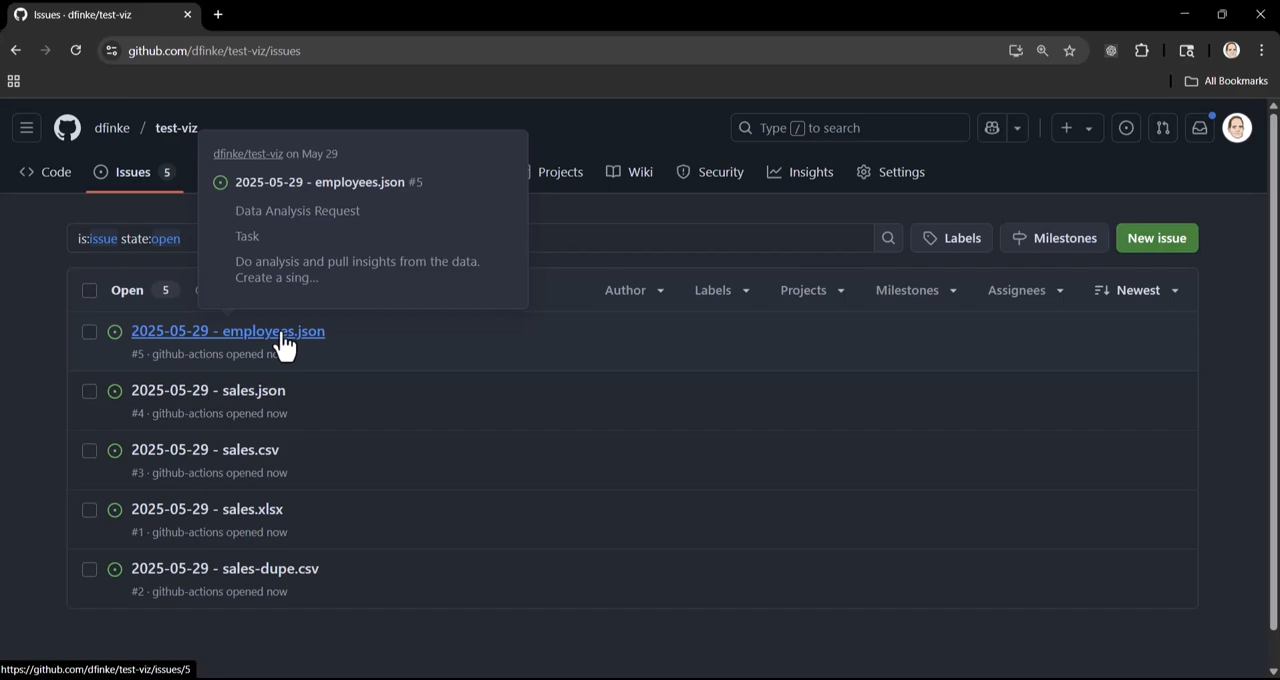 Issues · dfinke/test-viz
github.com/dfinke/test-viz/issues
All Bookmarks
dfinke / test-viz
Type / to search
Code
Issues 5
Projects
Wiki
Security
Insights
Settings
dfinke/test-viz on May 29
2025-05-29 - employees.json #5
Data Analysis Request
Task
Do analysis and pull insights from the data.
Create a sing...
is:issue state:open
Labels
Milestones
New issue
Open 5
Author
Labels
Projects
Milestones
Assignees
Newest
2025-05-29 - employees.json
#5 · github-actions opened now
2025-05-29 - sales.json
#4 · github-actions opened now
2025-05-29 - sales.csv
#3 · github-actions opened now
2025-05-29 - sales.xlsx
#1 · github-actions opened now
2025-05-29 - sales-dupe.csv
#2 · github-actions opened now
https://github.com/dfinke/test-viz/issues/5